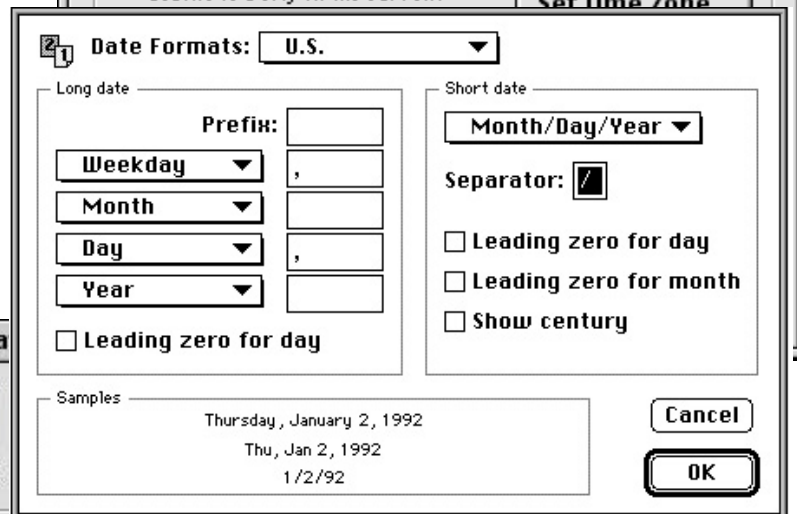 Set Time Zone
Date Formats: U.S.
Long date
Prefix:
Weekday ,
Month
Day ,
Year
Leading zero for day
Short date
Month/Day/Year
Separator: /
Leading zero for day
Leading zero for month
Show century
Samples
Thursday, January 2, 1992
Thu, Jan 2, 1992
1/2/92
Cancel
OK